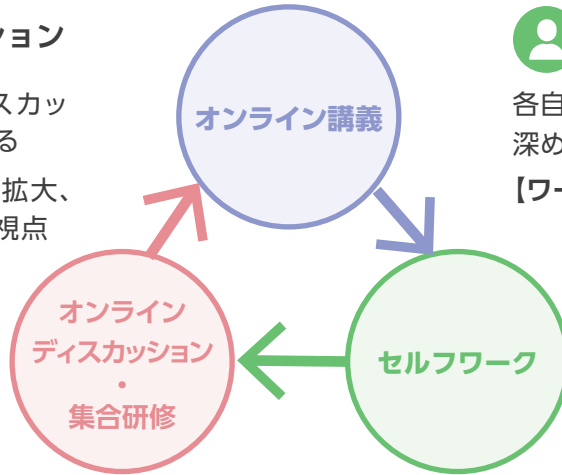 ション
スカッ
る
拡大、
視点
オンライン講義
各自
深め
【ワー
オンライン
ディスカッション
・
集合研修
セルフワーク